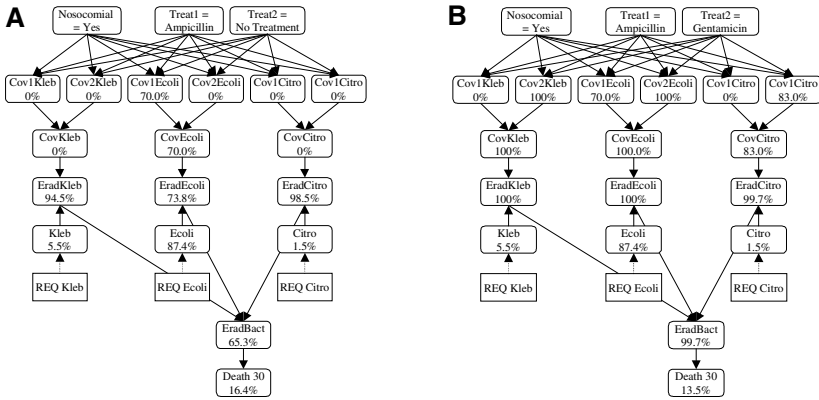 A
Nosocomial
= Yes
Treat1 =
Ampicillin
Treat2 =
No Treatment
Cov1Kleb
0%
Cov2Kleb
0%
Cov1Ecoli
70.0%
Cov2Ecoli
0%
Cov1Citro
0%
Cov1Citro
0%
CovKleb
0%
CovEcoli
70.0%
CovCitro
0%
EradKleb
94.5%
EradEcoli
73.8%
EradCitro
98.5%
Kleb
5.5%
Ecoli
87.4%
Citro
1.5%
REQ Kleb
REQ Ecoli
REQ Citro
EradBact
65.3%
Death 30
16.4%
B
Nosocomial
= Yes
Treat1 =
Ampicillin
Treat2 =
Gentamicin
Cov1Kleb
0%
Cov2Kleb
100%
Cov1Ecoli
70.0%
Cov2Ecoli
100%
Cov1Citro
0%
Cov1Citro
83.0%
CovKleb
100%
CovEcoli
100.0%
CovCitro
83.0%
EradKleb
100%
EradEcoli
100%
EradCitro
99.7%
Kleb
5.5%
Ecoli
87.4%
Citro
1.5%
REQ Kleb
REQ Ecoli
REQ Citro
EradBact
99.7%
Death 30
13.5%